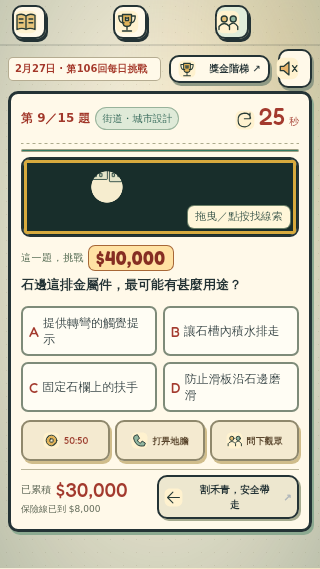 2月27日・第106回每日挑戰
獎金階梯 ↗
第 9／15 題
街道・城市設計
25 秒
拖曳／點按找線索
這一題，挑戰 $40,000
石邊這排金屬件，最可能有甚麼用途？
A 提供轉彎的觸覺提示
B 讓石槽內積水排走
C 固定石欄上的扶手
D 防止滑板沿石邊磨滑
50:50
打畀地膽
問下觀眾
已累積 $30,000
保險線已到 $8,000
割禾青，安全帶走 ↗